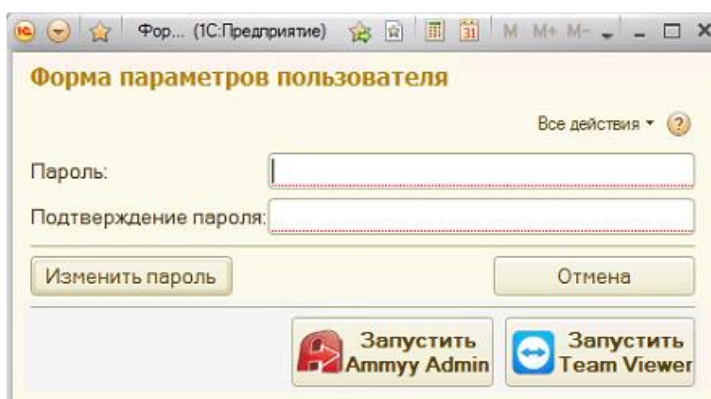 Фор... (1С:Предприятие) 31 M M+ M-
Форма параметров пользователя
Все действия ?
Пароль:
Подтверждение пароля:
Изменить пароль Отмена
Запустить Запустить
Ammyy Admin Team Viewer